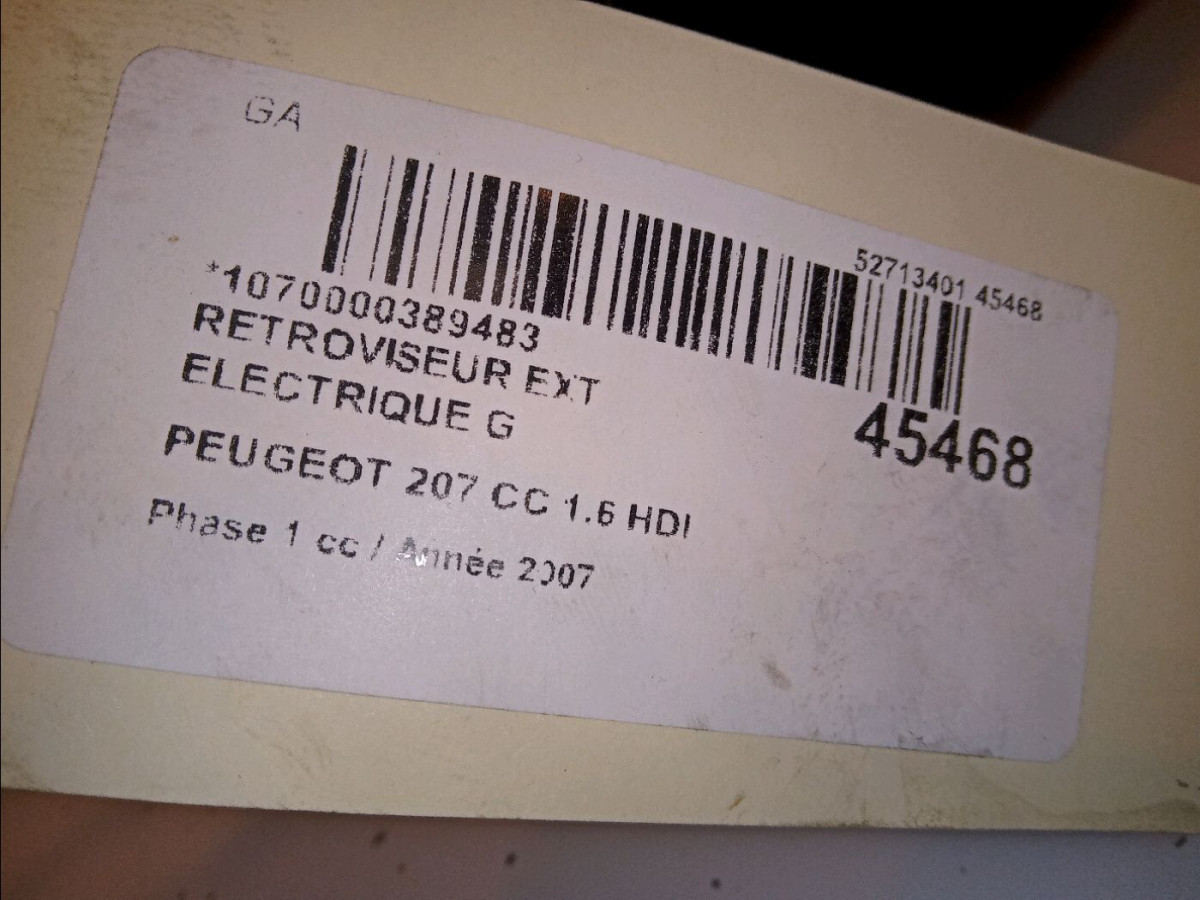 GA
52713401 45468
*1070000389483
RETROVISEUR EXT
ELECTRIQUE G
45468
PEUGEOT 207 CC 1.6 HDI
Phase 1 cc / Année 2007